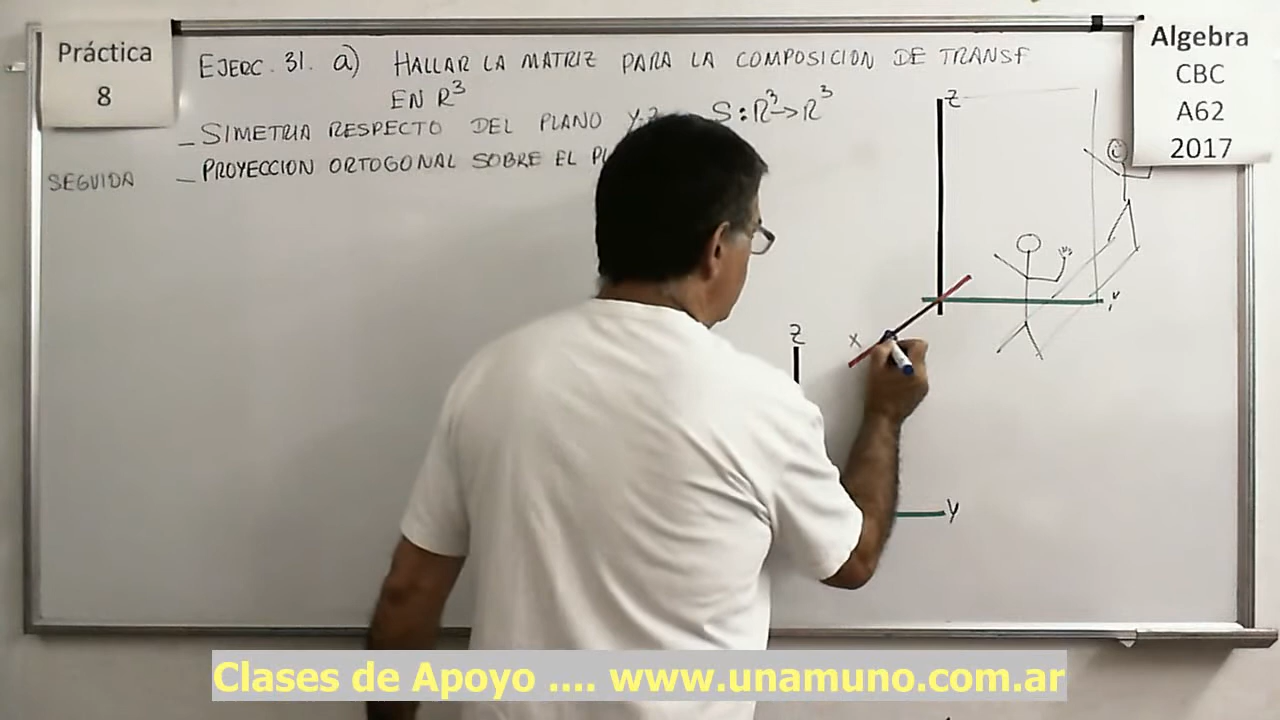 Práctica
8
EJERC. 31. a) HALLAR LA MATRIZ PARA LA COMPOSICION DE TRANSF
EN R³
_ SIMETRIA RESPECTO DEL PLANO S: R³→R³
SEGUIDA _ PROYECCION ORTOGONAL SOBRE EL
Algebra
CBC
A62
2017
Z
Y
X
Z
Y
Clases de Apoyo .... www.unamuno.com.ar